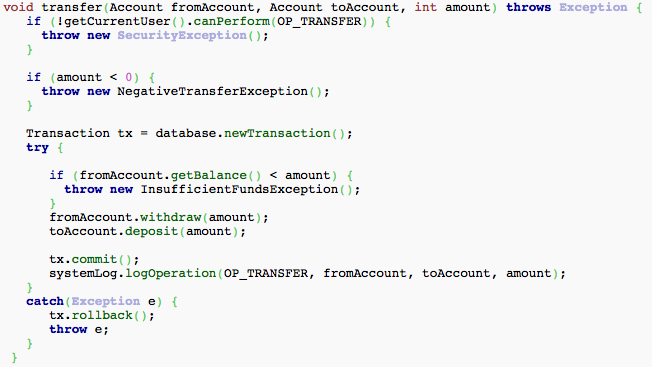 void transfer(Account fromAccount, Account toAccount, int amount) throws Exception {
if (!getCurrentUser().canPerform(OP_TRANSFER)) {
throw new SecurityException();
}
if (amount < 0) {
throw new NegativeTransferException();
}
Transaction tx = database.newTransaction();
try {
if (fromAccount.getBalance() < amount) {
throw new InsufficientFundsException();
}
fromAccount.withdraw(amount);
toAccount.deposit(amount);
tx.commit();
systemLog.logOperation(OP_TRANSFER, fromAccount, toAccount, amount);
}
catch(Exception e) {
tx.rollback();
throw e;
}
}